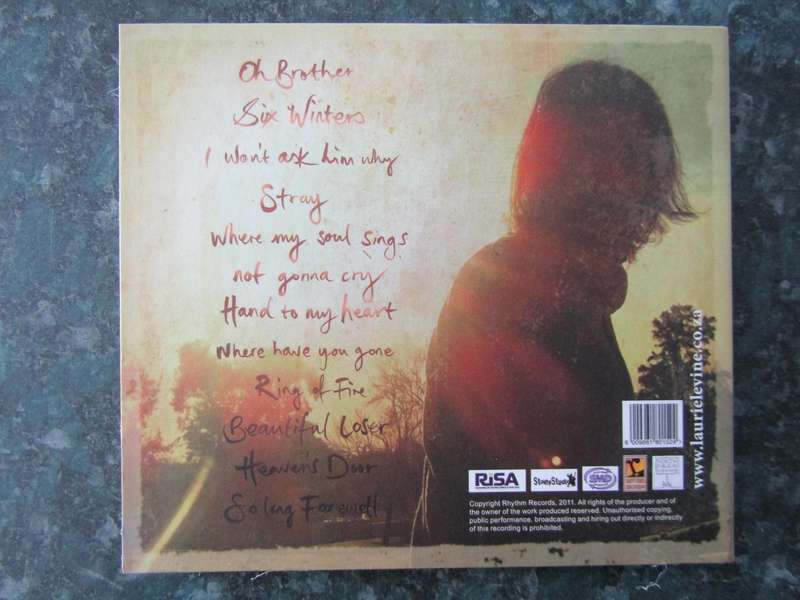 Oh Brother
Six Winters
I won't ask him why
Stray
Where my soul sings
not gonna cry
Hand to my heart
Where have you gone
Ring of Fire
Beautiful Loser
Heaven's Door
So long Farewell
www.laurielevine.co.za
RiSA
Copyright Rhythm Records, 2011. All rights of the producer and of
the owner of the work produced reserved. Unauthorised copying,
public performance, broadcasting and hiring out directly or indirectly
of this recording is prohibited.